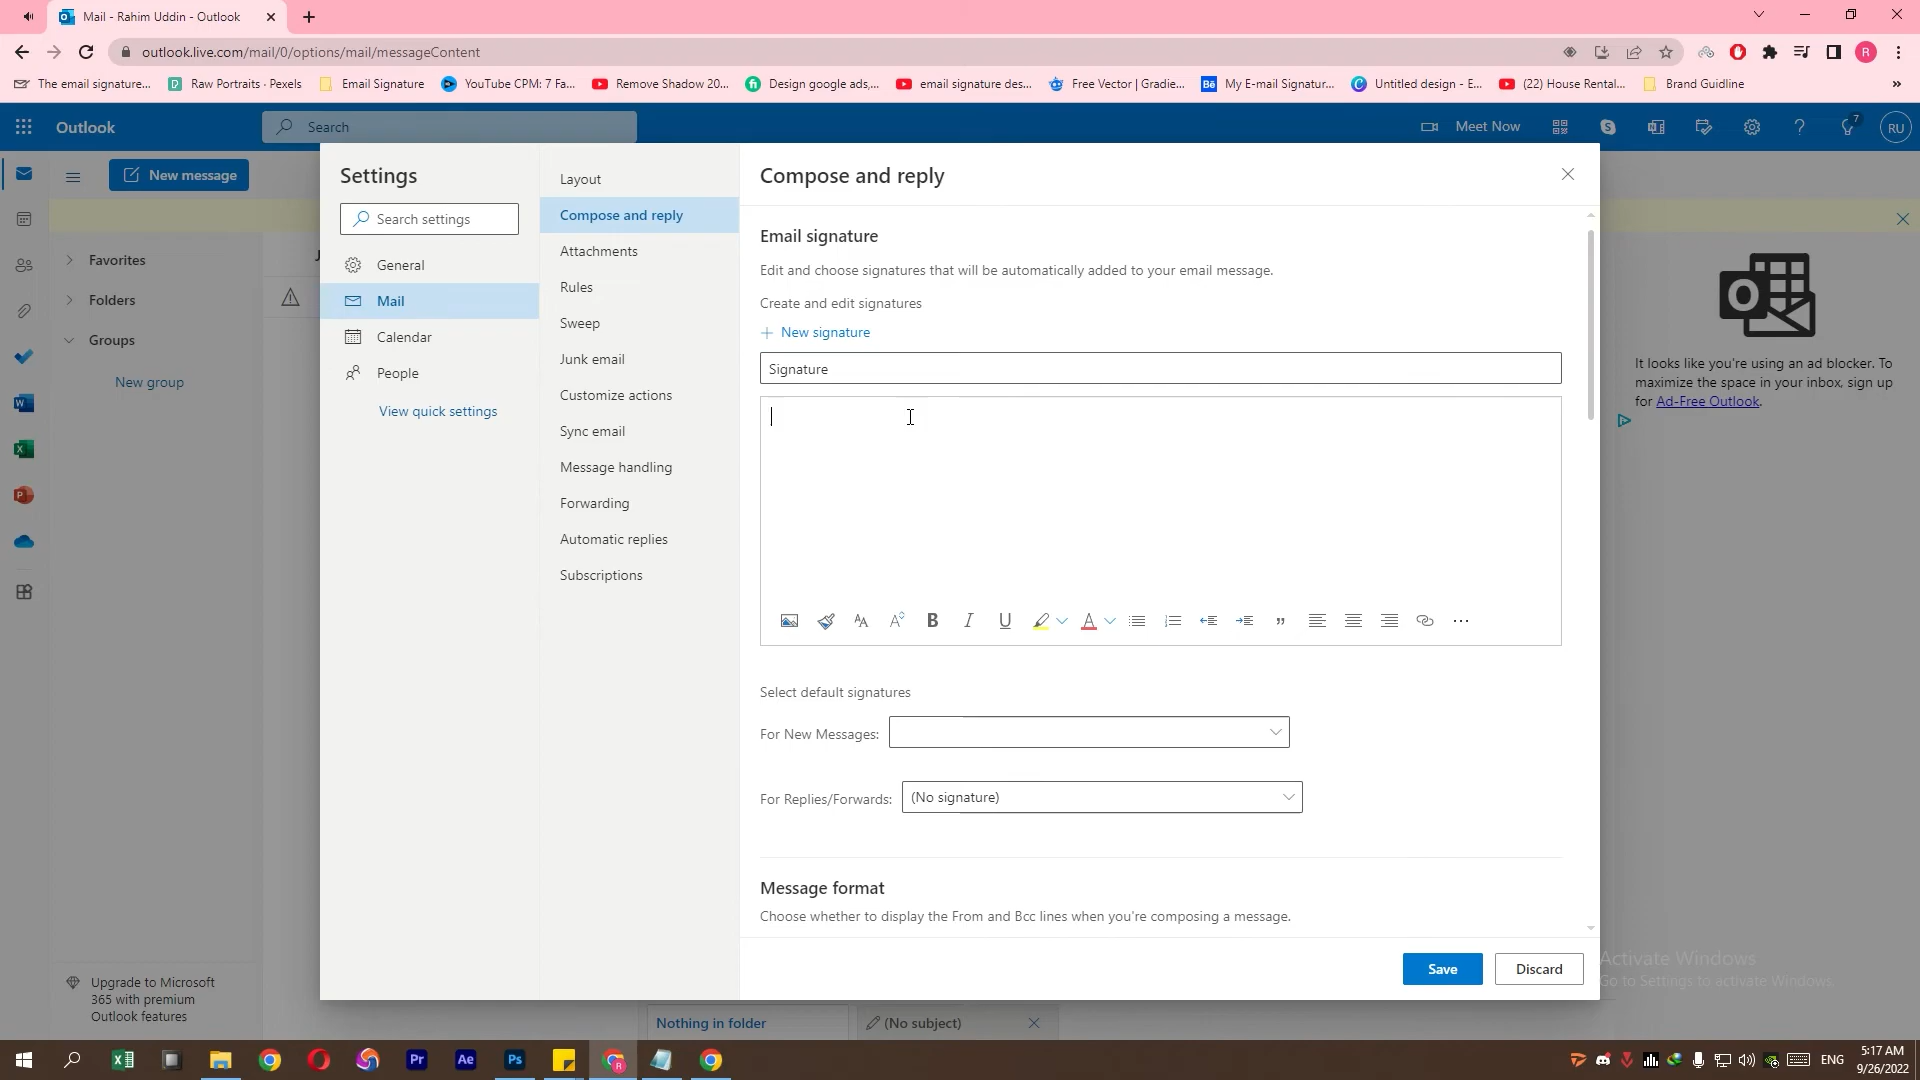 Mail - Rahim Uddin - Outlook
outlook.live.com/mail/0/options/mail/messageContent
The email signature...
Raw Portraits · Pexels
Email Signature
YouTube CPM: 7 Fa...
Remove Shadow 20...
Design google ads,...
email signature des...
Free Vector | Gradie...
My E-mail Signatur...
Untitled design - E...
(22) House Rental...
Brand Guidline
Outlook
Search
Meet Now
7
RU
New message
Favorites
Folders
Groups
New group
Upgrade to Microsoft
365 with premium
Outlook features
Settings
Search settings
General
Mail
Calendar
People
View quick settings
Layout
Compose and reply
Attachments
Rules
Sweep
Junk email
Customize actions
Sync email
Message handling
Forwarding
Automatic replies
Subscriptions
Compose and reply
Email signature
Edit and choose signatures that will be automatically added to your email message.
Create and edit signatures
New signature
Signature
Select default signatures
For New Messages:
For Replies/Forwards:
(No signature)
Message format
Choose whether to display the From and Bcc lines when you're composing a message.
Save
Discard
It looks like you're using an ad blocker. To
maximize the space in your inbox, sign up
for Ad-Free Outlook.
Activate Windows
Go to Settings to activate Windows.
Nothing in folder
(No subject)
ENG
5:17 AM
9/26/2022